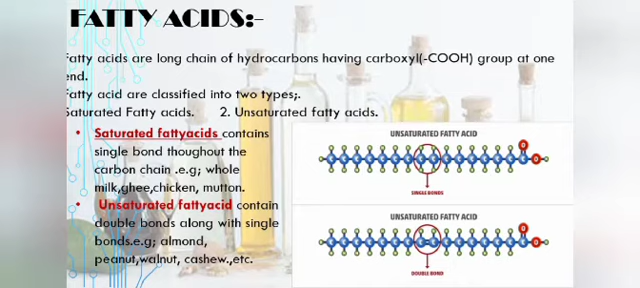 FATTY ACIDS:-
Fatty acids are long chain of hydrocarbons having carboxyl(-COOH) group at one
end.
Fatty acid are classified into two types;.
Saturated Fatty acids. 2. Unsaturated fatty acids.
• Saturated fattyacids contains
single bond thoughout the
carbon chain .e.g; whole
milk,ghee,chicken, mutton.
• Unsaturated fattyacid contain
double bonds along with single
bonds.e.g; almond,
peanut,walnut, cashew.,etc.
UNSATURATED FATTY ACID
SINGLE BONDS
UNSATURATED FATTY ACID
DOUBLE BOND